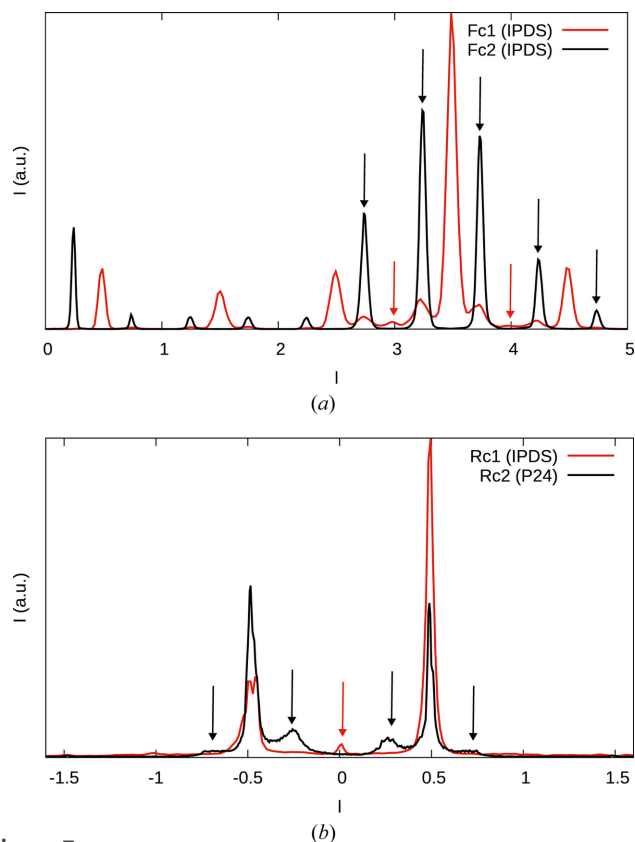 Fc1 (IPDS)
Fc2 (IPDS)
I (a.u.)
0 1 2 3 4 5
l
(a)
Rc1 (IPDS)
Rc2 (P24)
I (a.u.)
-1.5 -1 -0.5 0 0.5 1 1.5
l
(b)